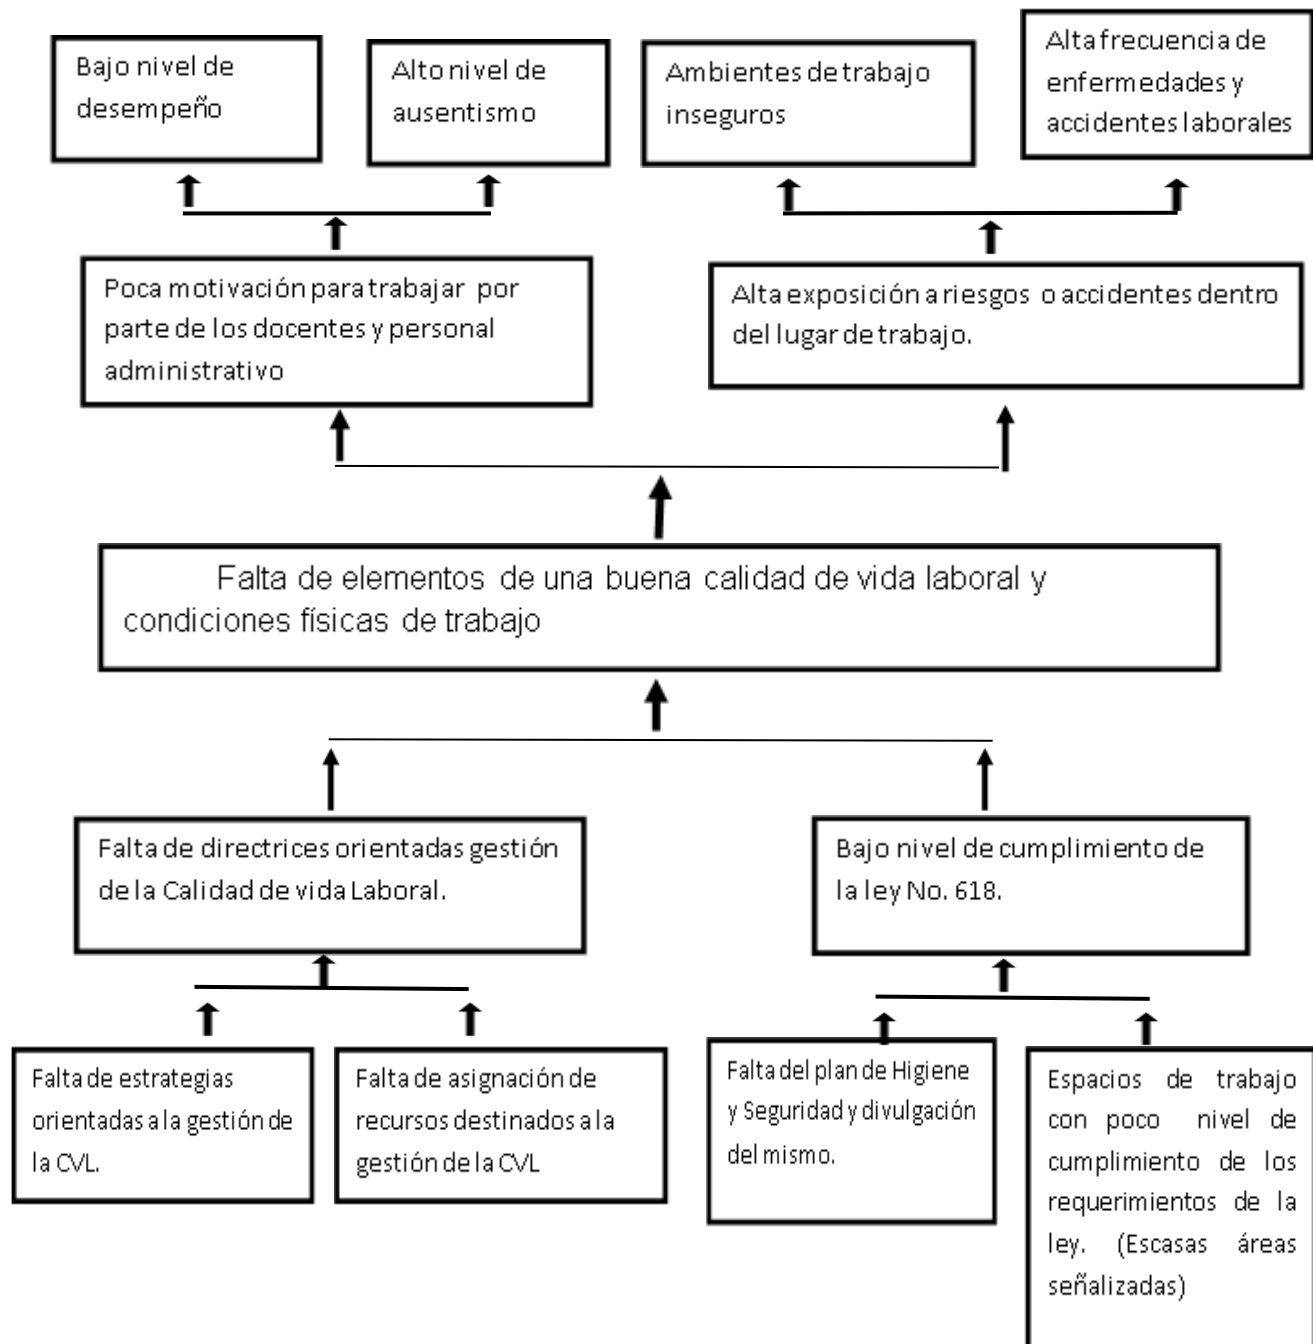 Bajo nivel de
desempeño
Alto nivel de
ausentismo
Ambientes de trabajo
inseguros
Alta frecuencia de
enfermedades y
accidentes laborales
Poca motivación para trabajar por
parte de los docentes y personal
administrativo
Alta exposición a riesgos o accidentes dentro
del lugar de trabajo.
Falta de elementos de una buena calidad de vida laboral y
condiciones físicas de trabajo
Falta de directrices orientadas gestión
de la Calidad de vida Laboral.
Bajo nivel de cumplimiento de
la ley No. 618.
Falta de estrategias
orientadas a la gestión de
la CVL.
Falta de asignación de
recursos destinados a la
gestión de la CVL
Falta del plan de Higiene
y Seguridad y divulgación
del mismo.
Espacios de trabajo
con poco nivel de
cumplimiento de los
requerimientos de la
ley. (Escasas áreas
señalizadas)